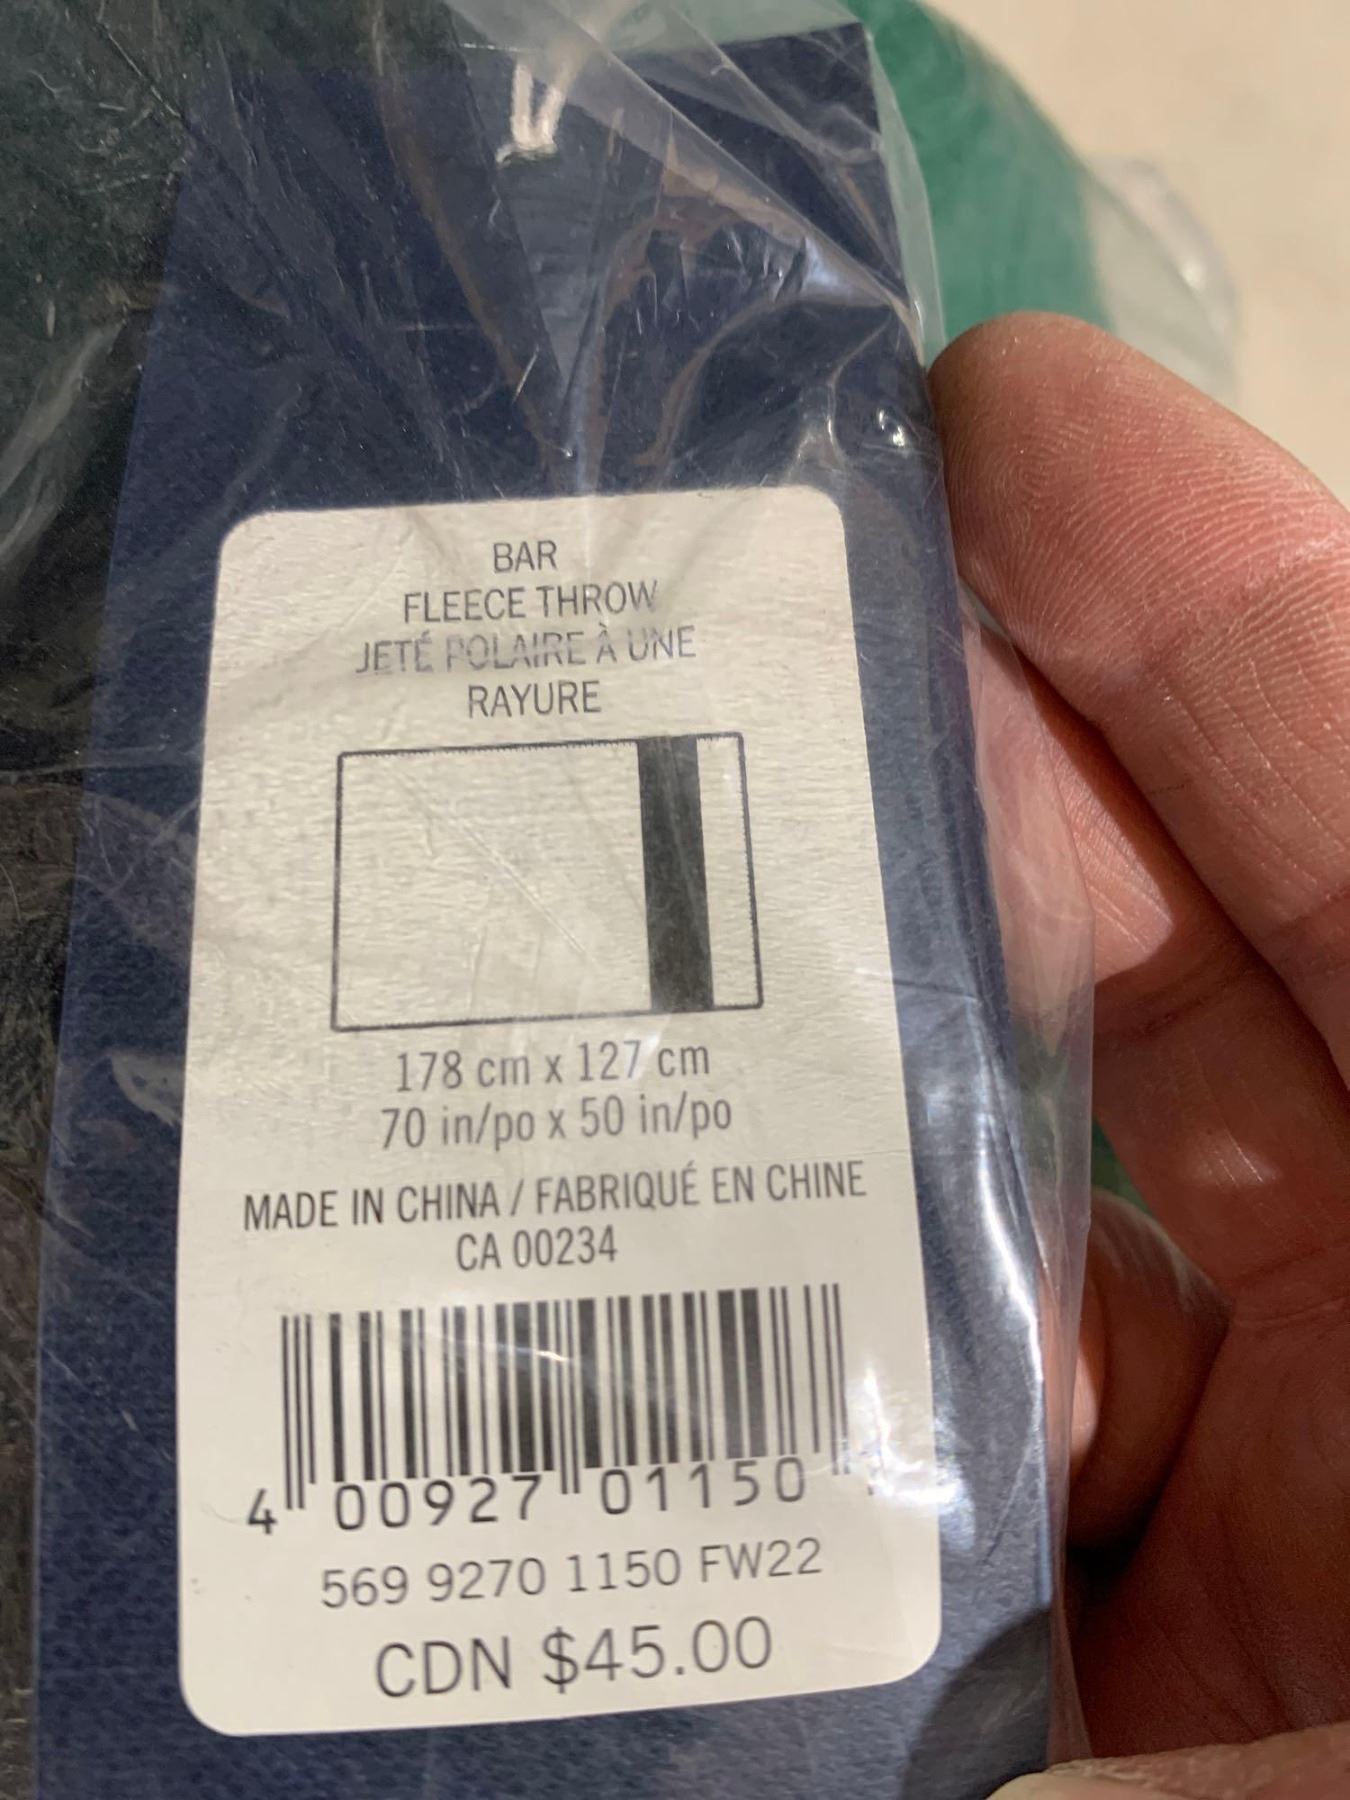 BAR
FLEECE THROW
JETÉ POLAIRE À UNE
RAYURE
178 cm x 127 cm
70 in/po x 50 in/po
MADE IN CHINA / FABRIQUÉ EN CHINE
CA 00234
4 00927 01150
569 9270 1150 FW22
CDN $45.00